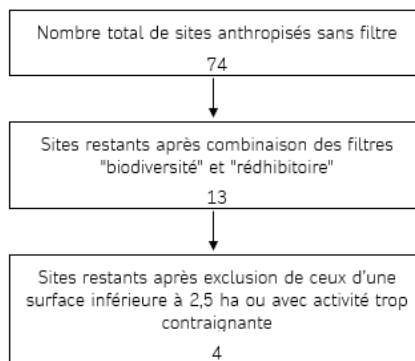 Nombre total de sites anthropisés sans filtre
74
Sites restants après combinaison des filtres
"biodiversité" et "rédhibitoire"
13
Sites restants après exclusion de ceux d'une
surface inférieure à 2,5 ha ou avec activité trop
contraignante
4